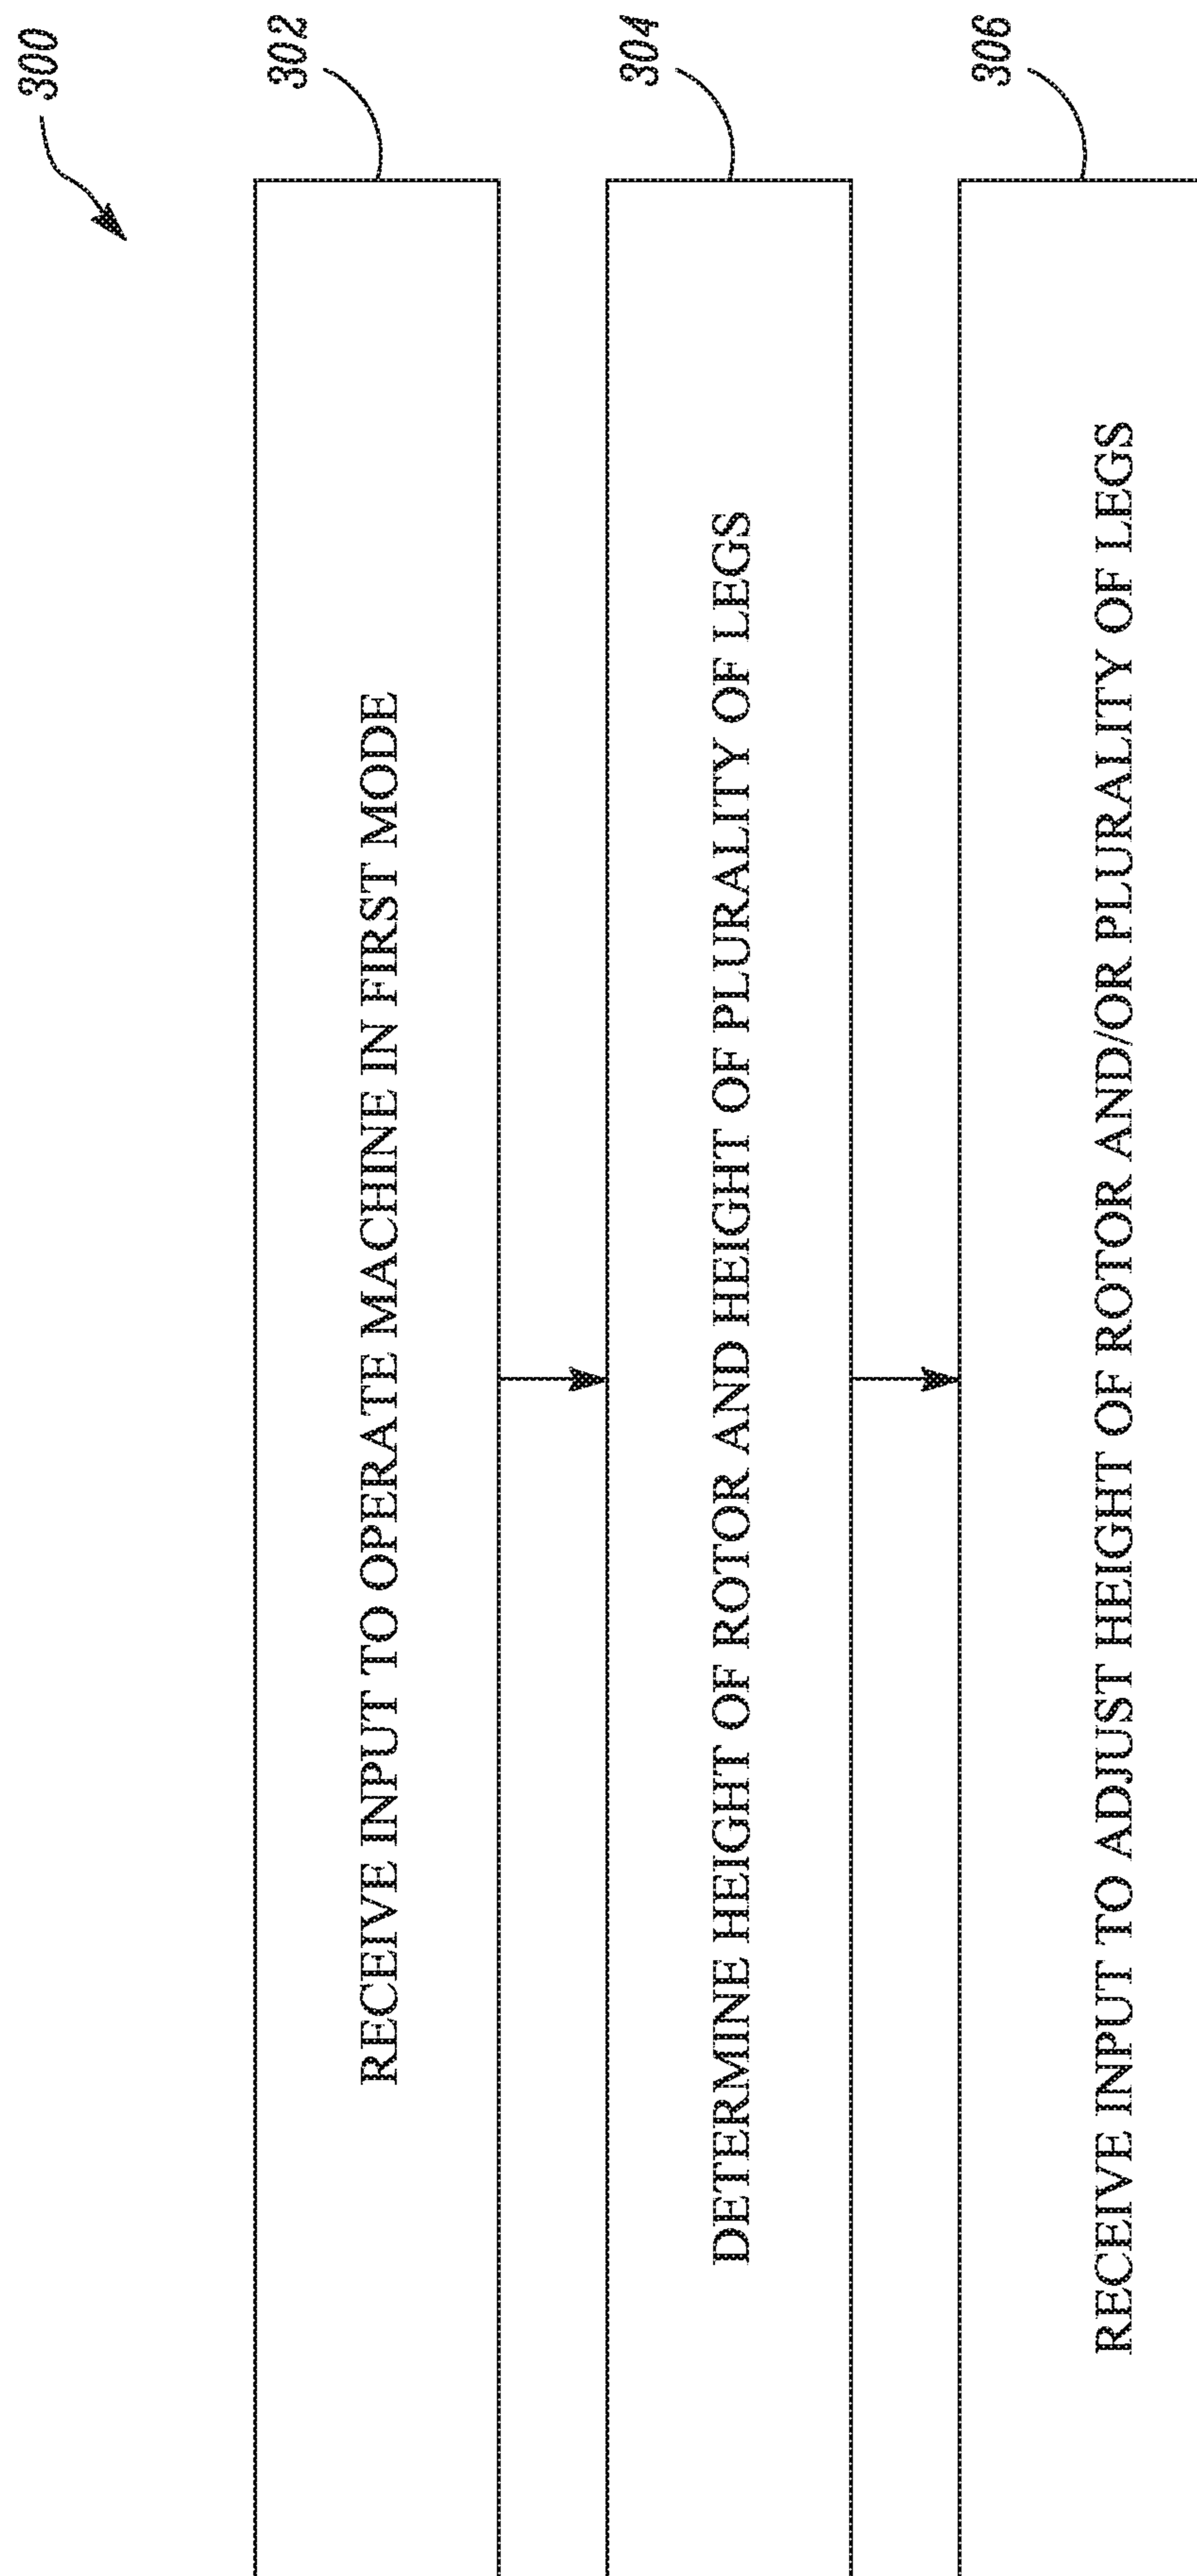 300
302
RECEIVE INPUT TO OPERATE MACHINE IN FIRST MODE
304
DETERMINE HEIGHT OF ROTOR AND HEIGHT OF PLURALITY OF LEGS
306
RECEIVE INPUT TO ADJUST HEIGHT OF ROTOR AND/OR PLURALITY OF LEGS